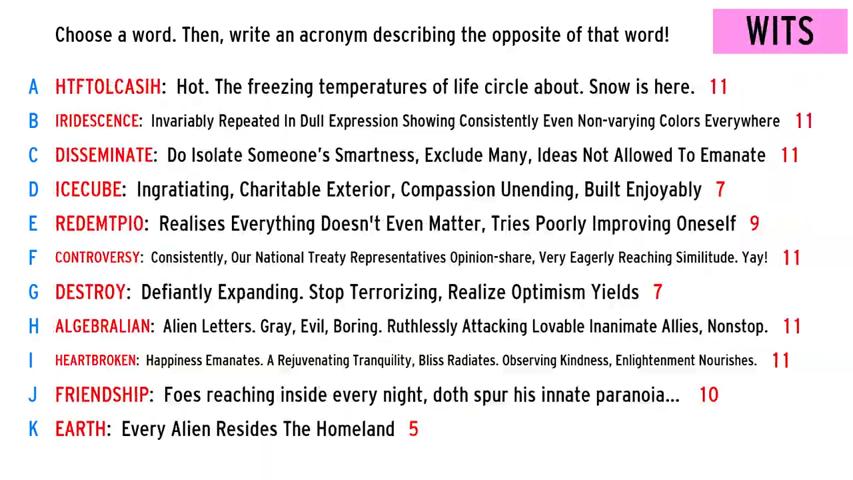 Choose a word. Then, write an acronym describing the opposite of that word!
WITS
A HTFTOLCASIH: Hot. The freezing temperatures of life circle about. Snow is here. 11
B IRIDESCENCE: Invariably Repeated In Dull Expression Showing Consistently Even Non-varying Colors Everywhere 11
C DISSEMINATE: Do Isolate Someone's Smartness, Exclude Many, Ideas Not Allowed To Emanate 11
D ICECUBE: Ingratiating, Charitable Exterior, Compassion Unending, Built Enjoyably 7
E REDEMTPIO: Realises Everything Doesn't Even Matter, Tries Poorly Improving Oneself 9
F CONTROVERSY: Consistently, Our National Treaty Representatives Opinion-share, Very Eagerly Reaching Similitude. Yay! 11
G DESTROY: Defiantly Expanding. Stop Terrorizing, Realize Optimism Yields 7
H ALGEBRALIAN: Alien Letters. Gray, Evil, Boring. Ruthlessly Attacking Lovable Inanimate Allies, Nonstop. 11
I HEARTBROKEN: Happiness Emanates. A Rejuvenating Tranquility, Bliss Radiates. Observing Kindness, Enlightenment Nourishes. 11
J FRIENDSHIP: Foes reaching inside every night, doth spur his innate paranoia... 10
K EARTH: Every Alien Resides The Homeland 5